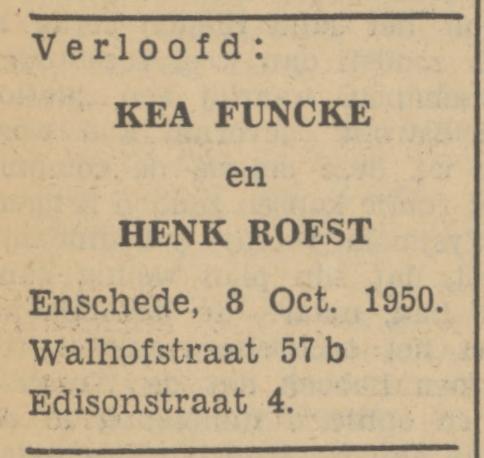 Verloofd:
KEA FUNCKE
en
HENK ROEST
Enschede, 8 Oct. 1950.
Walhofstraat 57 b
Edisonstraat 4.